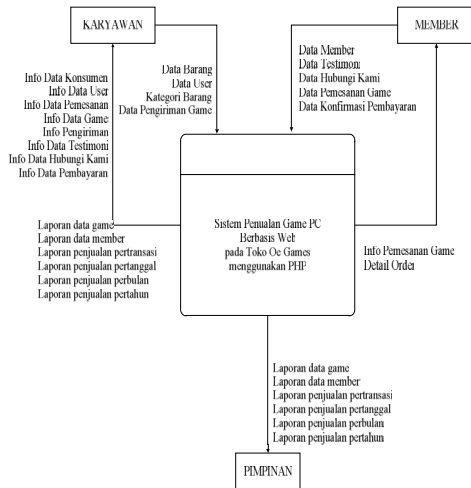 KARYAWAN
MEMBER
Info Data Konsumen
Info Data User
Info Data Pemesanan
Info Data Game
Info Pengiriman
Info Data Testimoni
Info Data Hubungi Kami
Info Data Pembayaran
Data Barang
Data User
Kategori Barang
Data Pengiriman Game
Data Member
Data Testimoni
Data Hubungi Kami
Data Pemesanan Game
Data Konfirmasi Pembayaran
Laporan data game
Laporan data member
Laporan penjualan pertransasi
Laporan penjualan pertanggal
Laporan penjualan perbulan
Laporan penjualan pertahun
Sistem Penualan Game PC
Berbasis Web
pada Toko Oe Games
menggunakan PHP
Info Pemesanan Game
Detail Order
Laporan data game
Laporan data member
Laporan penjualan pertransasi
Laporan penjualan pertanggal
Laporan penjualan perbulan
Laporan penjualan pertahun
PIMPINAN